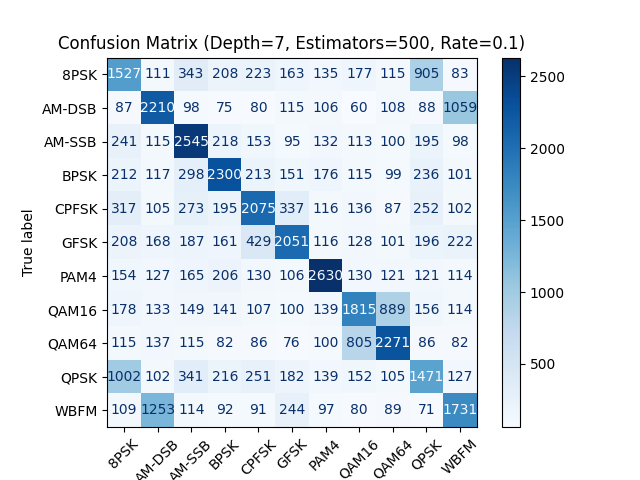 Confusion Matrix (Depth=7, Estimators=500, Rate=0.1)
8PSK 1527 111 343 208 223 163 135 177 115 905 83
AM-DSB 87 2210 98 75 80 115 106 60 108 88 1059
AM-SSB 241 115 2545 218 153 95 132 113 100 195 98
BPSK 212 117 298 2300 213 151 176 115 99 236 101
CPFSK 317 105 273 195 2075 337 116 136 87 252 102
GFSK 208 168 187 161 429 2051 116 128 101 196 222
PAM4 154 127 165 206 130 106 2630 130 121 121 114
QAM16 178 133 149 141 107 100 139 1815 889 156 114
QAM64 115 137 115 82 86 76 100 805 2271 86 82
QPSK 1002 102 341 216 251 182 139 152 105 1471 127
WBFM 109 1253 114 92 91 244 97 80 89 71 1731
8PSK AM-DSB AM-SSB BPSK CPFSK GFSK PAM4 QAM16 QAM64 QPSK WBFM
True label
2500
2000
1500
1000
500